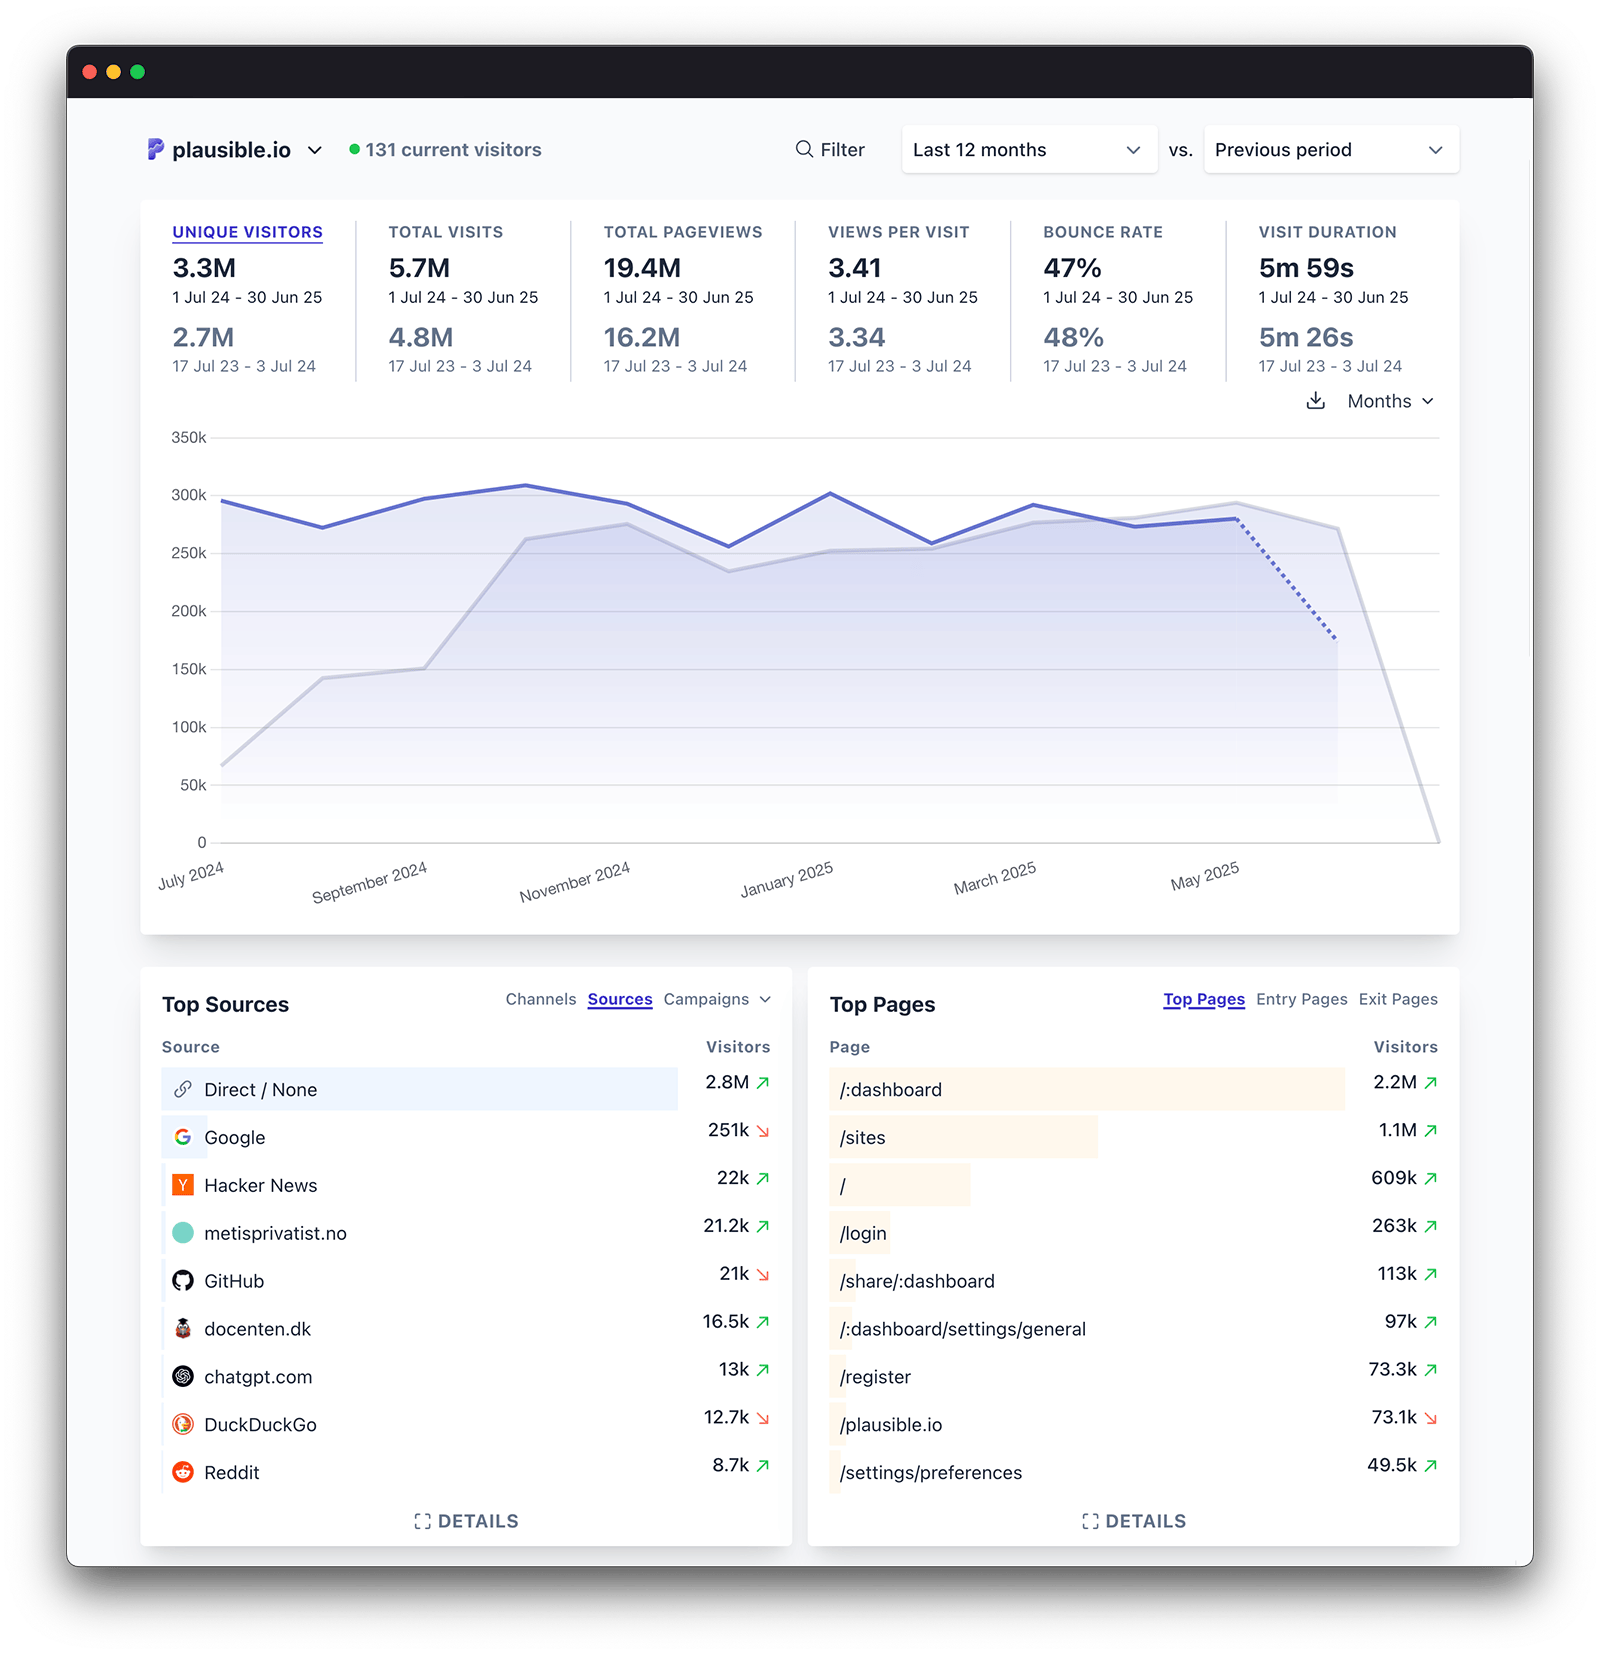 plausible.io 131 current visitors Filter Last 12 months vs. Previous period
UNIQUE VISITORS TOTAL VISITS TOTAL PAGEVIEWS VIEWS PER VISIT BOUNCE RATE VISIT DURATION
3.3M 5.7M 19.4M 3.41 47% 5m 59s
1 Jul 24 - 30 Jun 25 1 Jul 24 - 30 Jun 25 1 Jul 24 - 30 Jun 25 1 Jul 24 - 30 Jun 25 1 Jul 24 - 30 Jun 25 1 Jul 24 - 30 Jun 25
2.7M 4.8M 16.2M 3.34 48% 5m 26s
17 Jul 23 - 3 Jul 24 17 Jul 23 - 3 Jul 24 17 Jul 23 - 3 Jul 24 17 Jul 23 - 3 Jul 24 17 Jul 23 - 3 Jul 24 17 Jul 23 - 3 Jul 24
Months
350k
300k
250k
200k
150k
100k
50k
0
July 2024 September 2024 November 2024 January 2025 March 2025 May 2025
Top Sources Channels Sources Campaigns
Source Visitors
Direct / None 2.8M
Google 251k
Hacker News 22k
metisprivatist.no 21.2k
GitHub 21k
docenten.dk 16.5k
chatgpt.com 13k
DuckDuckGo 12.7k
Reddit 8.7k
DETAILS
Top Pages Top Pages Entry Pages Exit Pages
Page Visitors
/:dashboard 2.2M
/sites 1.1M
/ 609k
/login 263k
/share/:dashboard 113k
/:dashboard/settings/general 97k
/register 73.3k
/plausible.io 73.1k
/settings/preferences 49.5k
DETAILS